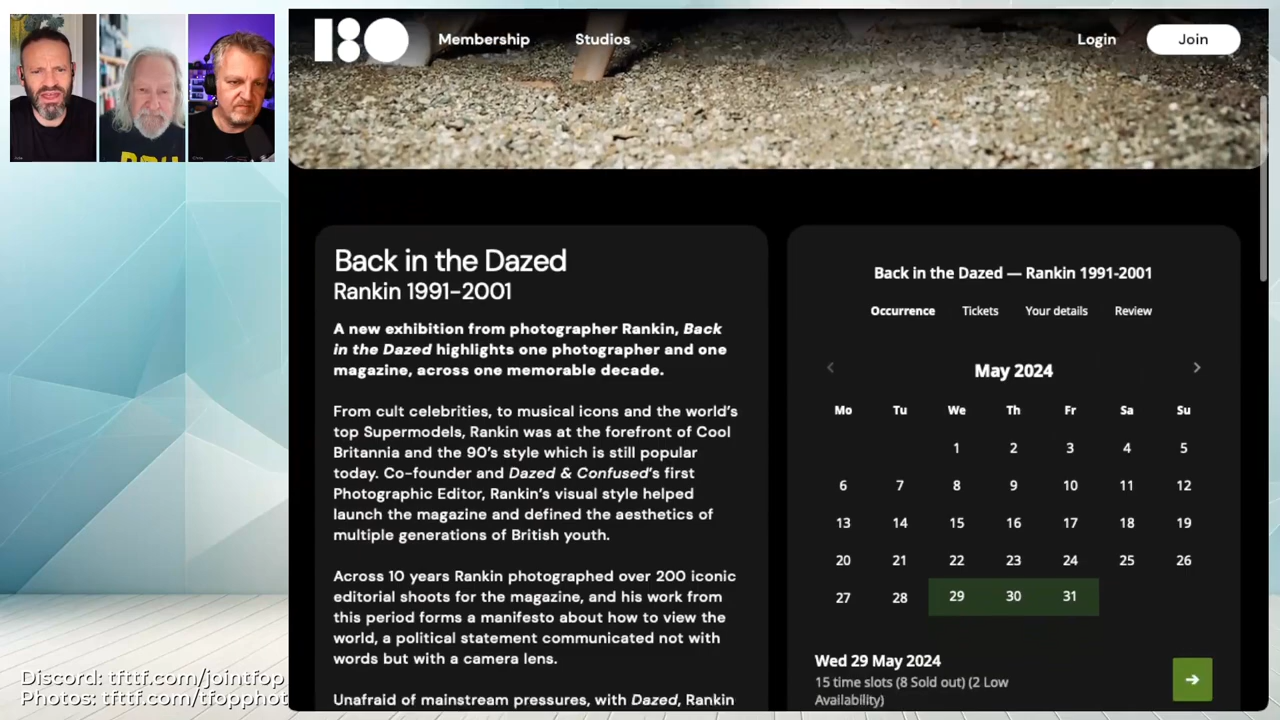 180
Membership
Studios
Login
Join
Back in the Dazed
Rankin 1991-2001
A new exhibition from photographer Rankin, Back
in the Dazed highlights one photographer and one
magazine, across one memorable decade.
From cult celebrities, to musical icons and the world's
top Supermodels, Rankin was at the forefront of Cool
Britannia and the 90's style which is still popular
today. Co-founder and Dazed & Confused's first
Photographic Editor, Rankin's visual style helped
launch the magazine and defined the aesthetics of
multiple generations of British youth.
Across 10 years Rankin photographed over 200 iconic
editorial shoots for the magazine, and his work from
this period forms a manifesto about how to view the
world, a political statement communicated not with
words but with a camera lens.
Unafraid of mainstream pressures, with Dazed, Rankin
Back in the Dazed — Rankin 1991-2001
Occurrence Tickets Your details Review
May 2024
Mo Tu We Th Fr Sa Su
1 2 3 4 5
6 7 8 9 10 11 12
13 14 15 16 17 18 19
20 21 22 23 24 25 26
27 28 29 30 31
Wed 29 May 2024
15 time slots (8 Sold out) (2 Low
Availability)
Discord: tfttf.com/jointfop
Photos: tfttf.com/tfopphot